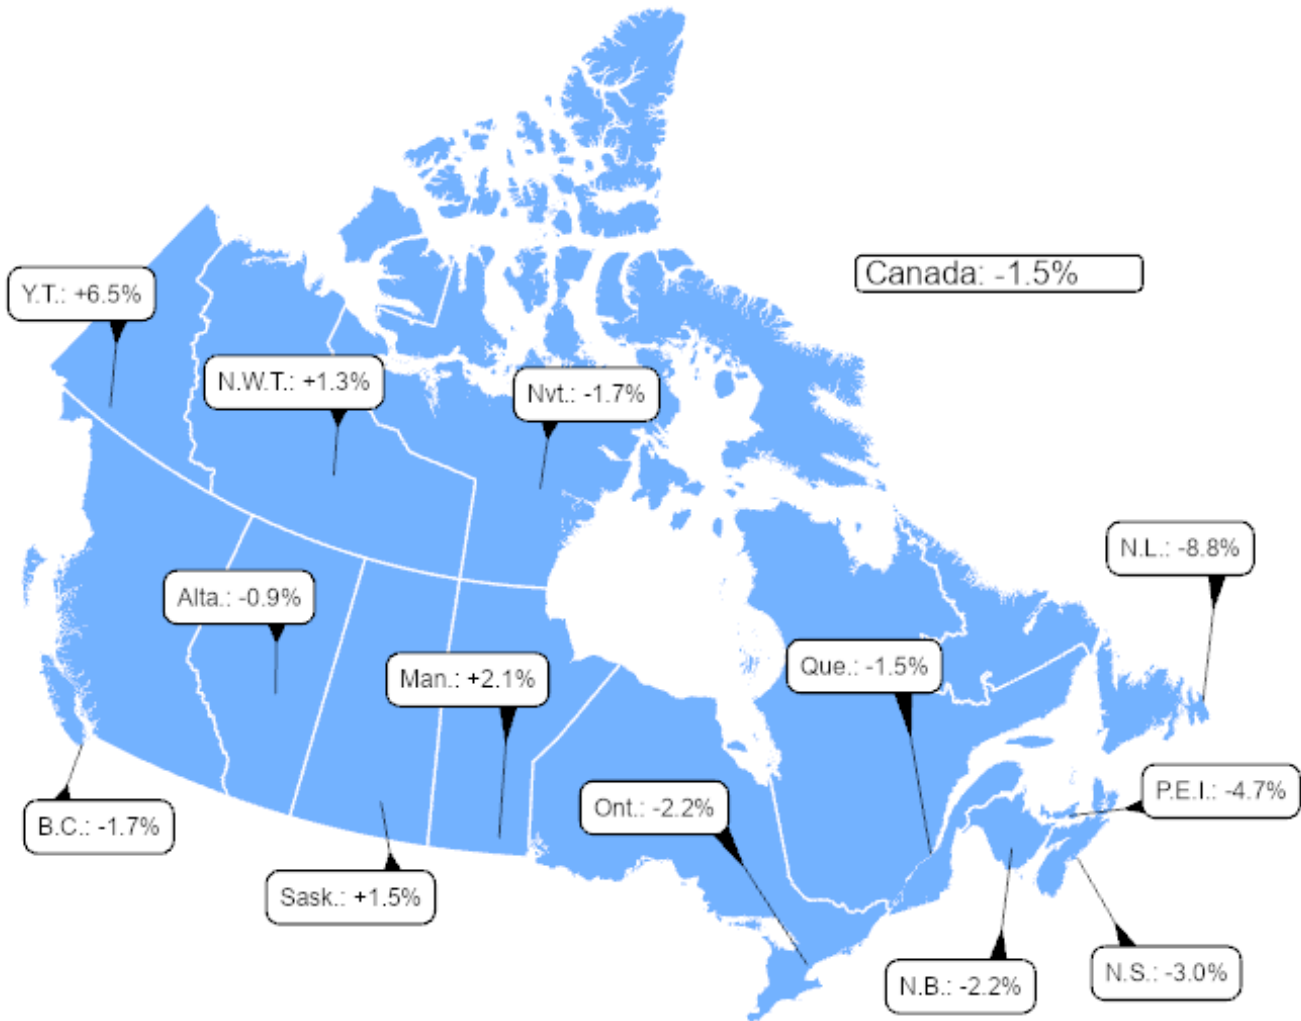 Canada: -1.5%
Y.T.: +6.5%
N.W.T.: +1.3%
Nvt.: -1.7%
N.L.: -8.8%
Alta.: -0.9%
Man.: +2.1%
Que.: -1.5%
P.E.I.: -4.7%
Ont.: -2.2%
B.C.: -1.7%
Sask.: +1.5%
N.S.: -3.0%
N.B.: -2.2%